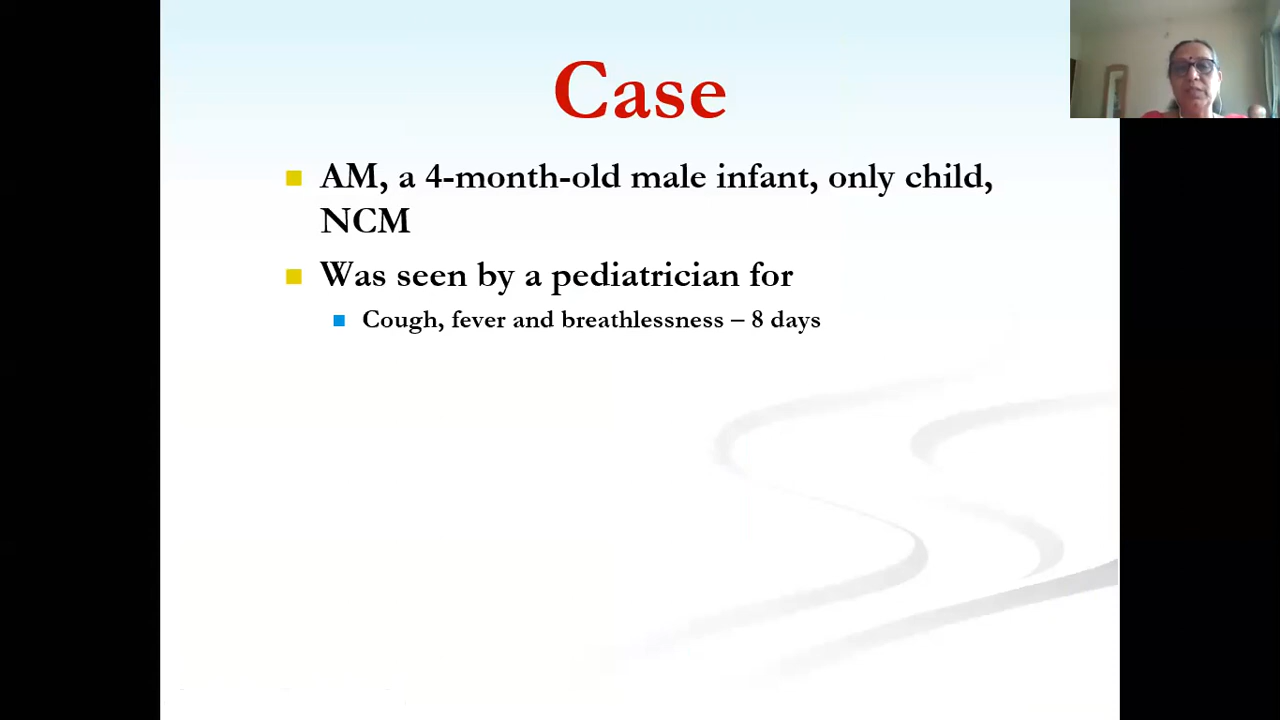 Case
AM, a 4-month-old male infant, only child,
NCM
Was seen by a pediatrician for
Cough, fever and breathlessness – 8 days